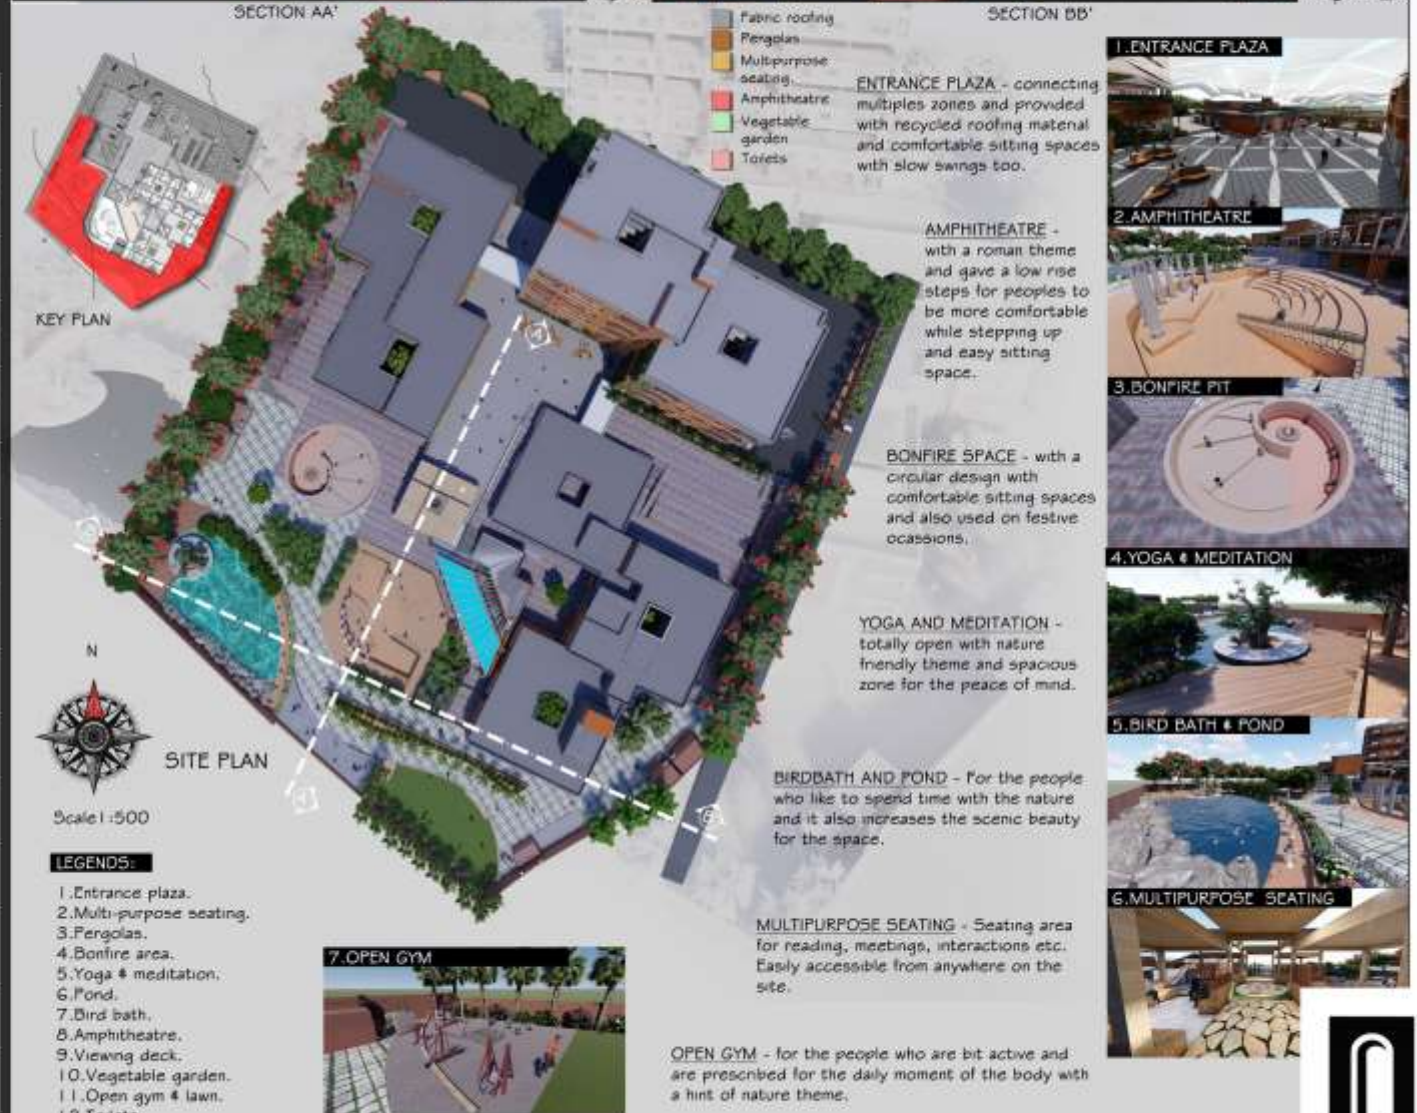 SECTION AA'
SECTION BB'
Fabric roofing
Pergolas
Multipurpose
seating.
Amphitheatre
Vegetable
garden
Toilets
KEY PLAN
ENTRANCE PLAZA - connecting
multiples zones and provided
with recycled roofing material
and comfortable sitting spaces
with slow swings too.
AMPHITHEATRE -
with a roman theme
and gave a low rise
steps for peoples to
be more comfortable
while stepping up
and easy sitting
space.
BONFIRE SPACE - with a
circular design with
comfortable sitting spaces
and also used on festive
ocassions.
YOGA AND MEDITATION -
totally open with nature
friendly theme and spacious
zone for the peace of mind.
BIRDBATH AND POND - For the people
who like to spend time with the nature
and it also increases the scenic beauty
for the space.
MULTIPURPOSE SEATING - Seating area
for reading, meetings, interactions etc.
Easily accessible from anywhere on the
site.
OPEN GYM - for the people who are bit active and
are prescribed for the daily moment of the body with
a hint of nature theme.
1.ENTRANCE PLAZA
2.AMPHITHEATRE
3.BONFIRE PIT
4.YOGA & MEDITATION
5.BIRD BATH & POND
6.MULTIPURPOSE SEATING
7.OPEN GYM
N
SITE PLAN
Scale1:500
LEGENDS:
1.Entrance plaza.
2.Multi-purpose seating.
3.Pergolas.
4.Bonfire area.
5.Yoga & meditation.
6.Pond.
7.Bird bath.
8.Amphitheatre.
9.Viewing deck.
10.Vegetable garden.
11.Open gym & lawn.